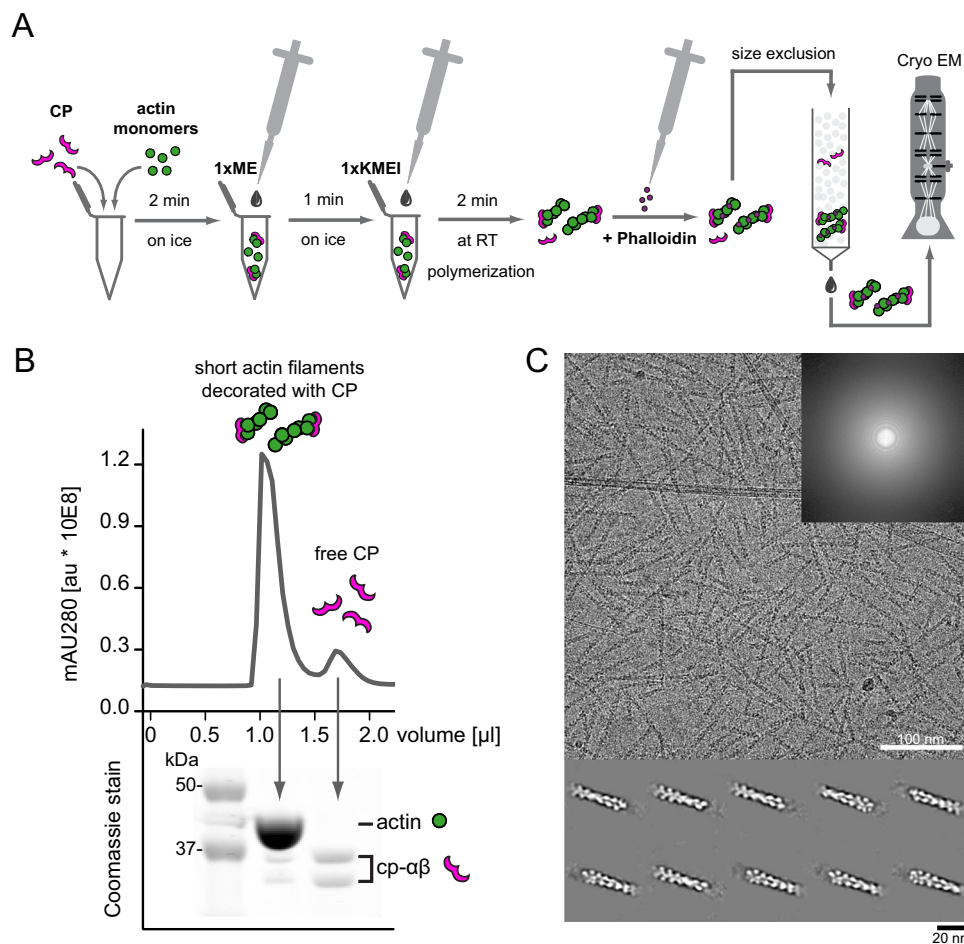 A
CP
actin
monomers
1xME
1xKMEI
size exclusion
Cryo EM
2 min
on ice
1 min
on ice
2 min
at RT
polymerization
+ Phalloidin
B
short actin filaments
decorated with CP
free CP
mAU280 [au * 10E8]
1.2
0.9
0.6
0.3
0.0
0 0.5 1.0 1.5 2.0 volume [µl]
kDa
50-
37-
Coomassie stain
actin
cp-αβ
C
100 nm
20 nm